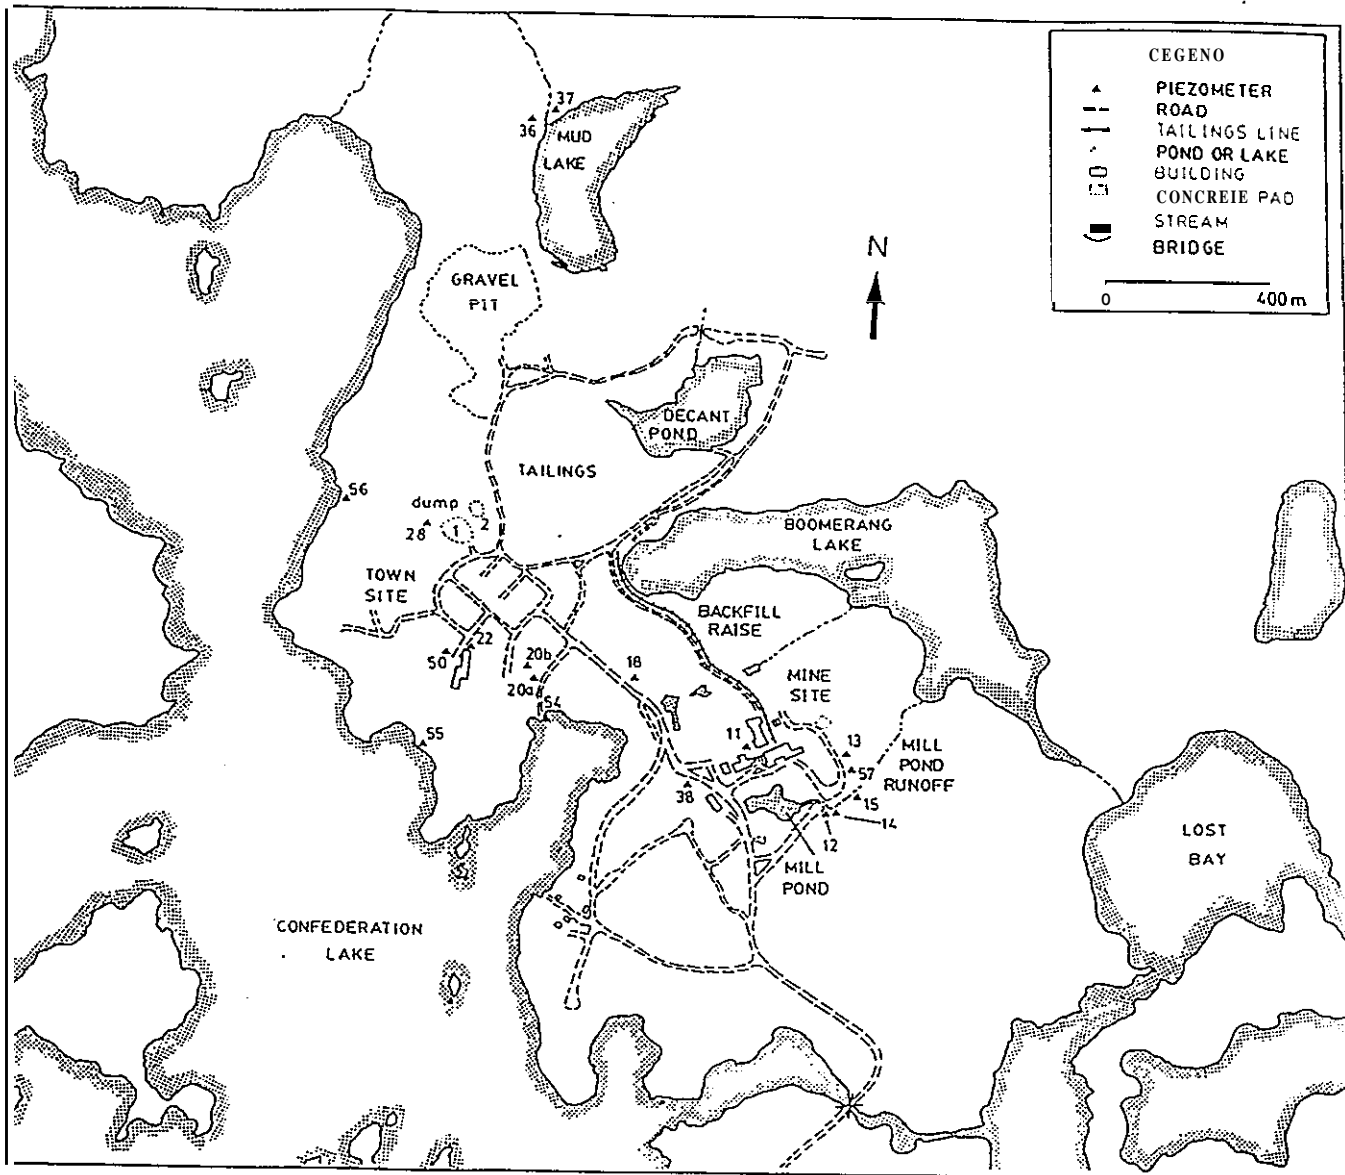 CEGENO
PIEZOMETER
ROAD
TAILINGS LINE
POND OR LAKE
BUILDING
CONCREIE PAD
STREAM
BRIDGE
0 400 m
37
36
MUD
LAKE
N
GRAVEL
PIT
DECANT
POND
TAILINGS
56
dump
28
1
2
BOOMERANG
LAKE
TOWN
SITE
BACKFILL
RAISE
22
50
20b
20a
18
54
MINE
SITE
55
11
13
MILL
POND
RUNOFF
57
38
15
14
12
MILL
POND
LOST
BAY
CONFEDERATION
LAKE